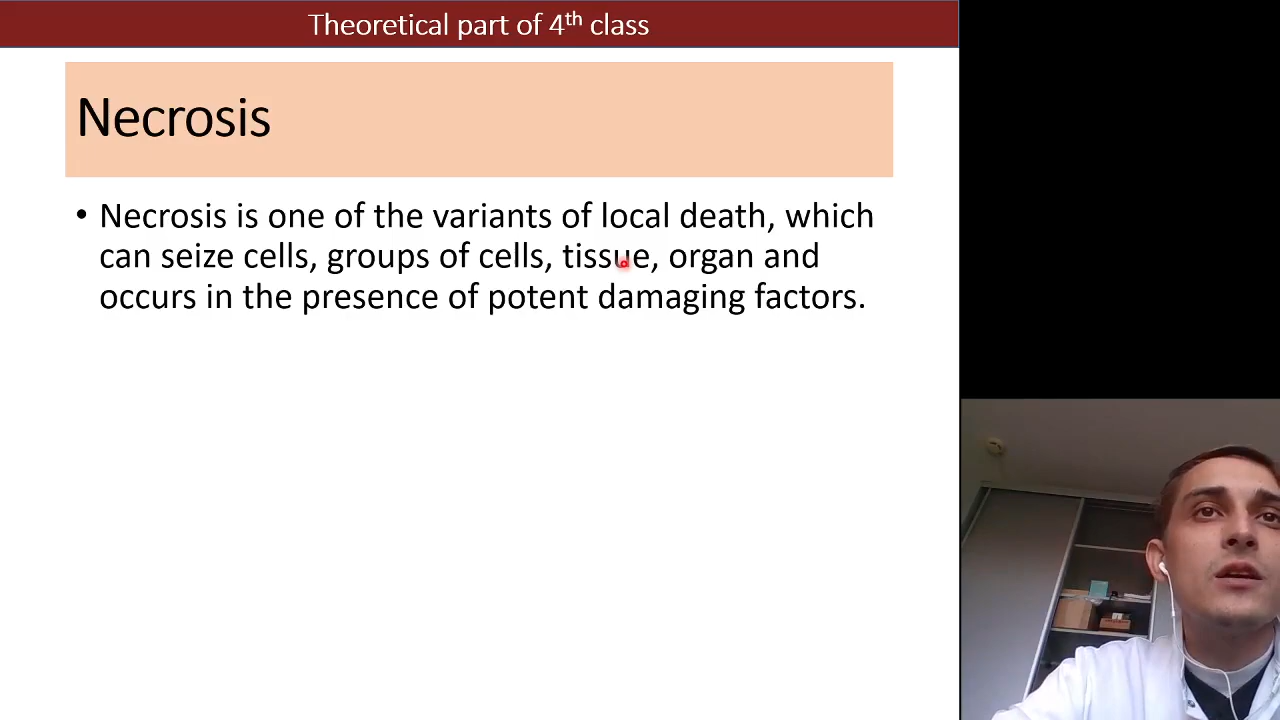 Theoretical part of 4th class
Necrosis
• Necrosis is one of the variants of local death, which
can seize cells, groups of cells, tissue, organ and
occurs in the presence of potent damaging factors.